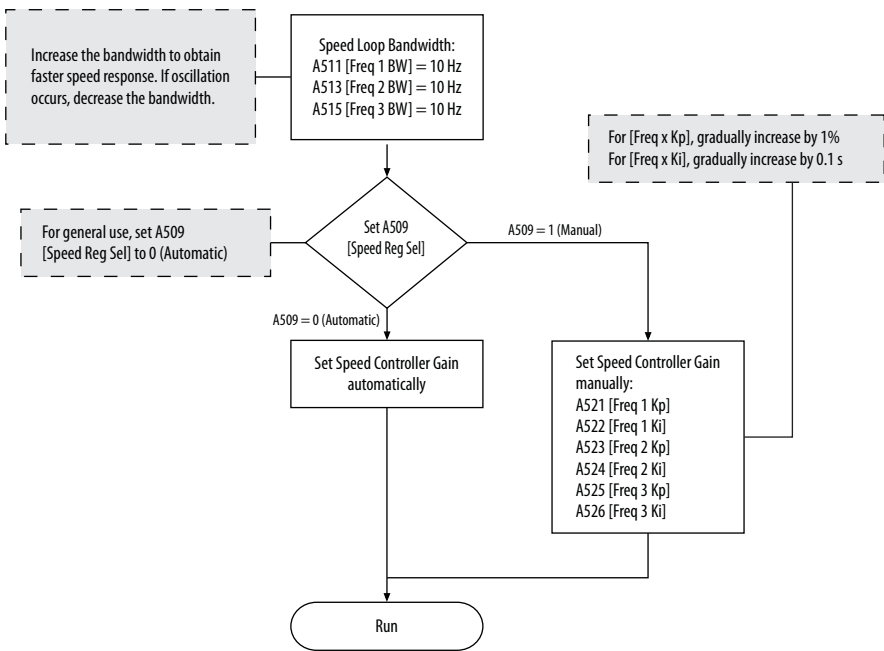 Increase the bandwidth to obtain
faster speed response. If oscillation
occurs, decrease the bandwidth.
Speed Loop Bandwidth:
A511 [Freq 1 BW] = 10 Hz
A513 [Freq 2 BW] = 10 Hz
A515 [Freq 3 BW] = 10 Hz
For [Freq x Kp], gradually increase by 1%
For [Freq x Ki], gradually increase by 0.1 s
For general use, set A509
[Speed Reg Sel] to 0 (Automatic)
Set A509
[Speed Reg Sel]
A509 = 1 (Manual)
A509 = 0 (Automatic)
Set Speed Controller Gain
automatically
Set Speed Controller Gain
manually:
A521 [Freq 1 Kp]
A522 [Freq 1 Ki]
A523 [Freq 2 Kp]
A524 [Freq 2 Ki]
A525 [Freq 3 Kp]
A526 [Freq 3 Ki]
Run